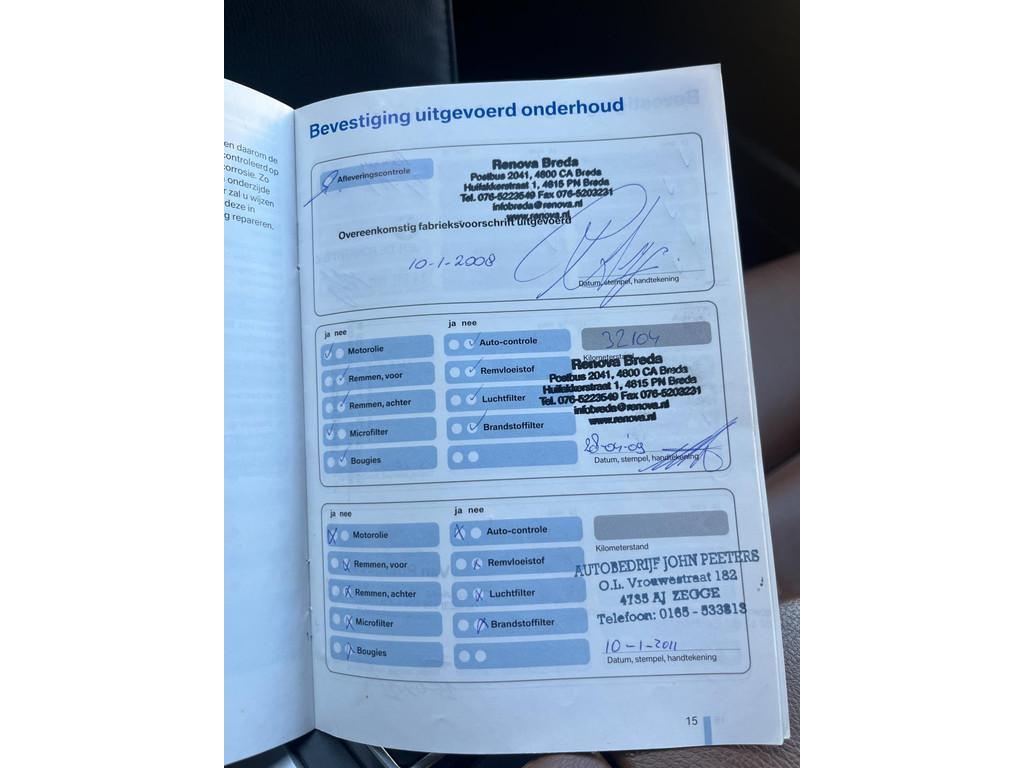 en daarom de
controleerd op
corrosie. Zo
onderzijde
zal u wijzen
deze in
g repareren.
Bevestiging uitgevoerd onderhoud
Afleveringscontrole
Renova Breda
Postbus 2041, 4800 CA Breda
Huifakkerstraat 1, 4815 PN Breda
Tel. 076-5223549 Fax 076-5203231
infobreda@renova.nl
www.renova.nl
Overeenkomstig fabrieksvoorschrift uitgevoerd
10-1-2008
Datum, stempel, handtekening
ja nee
Motorolie
Remmen, voor
Remmen, achter
Microfilter
Bougies
ja nee
Auto-controle
Remvloeistof
Luchtfilter
Brandstoffilter
32104
Kilometerstand
Renova Breda
Postbus 2041, 4800 CA Breda
Huifakkerstraat 1, 4815 PN Breda
Tel. 076-5223549 Fax 076-5203231
infobreda@renova.nl
www.renova.nl
28-04-09
Datum, stempel, handtekening
ja nee
Motorolie
Remmen, voor
Remmen, achter
Microfilter
Bougies
ja nee
Auto-controle
Remvloeistof
Luchtfilter
Brandstoffilter
Kilometerstand
AUTOBEDRIJF JOHN PEETERS
O.L. Vrouwestraat 182
4735 AJ ZEGGE
Telefoon: 0165 - 533813
10-1-2011
Datum, stempel, handtekening
15